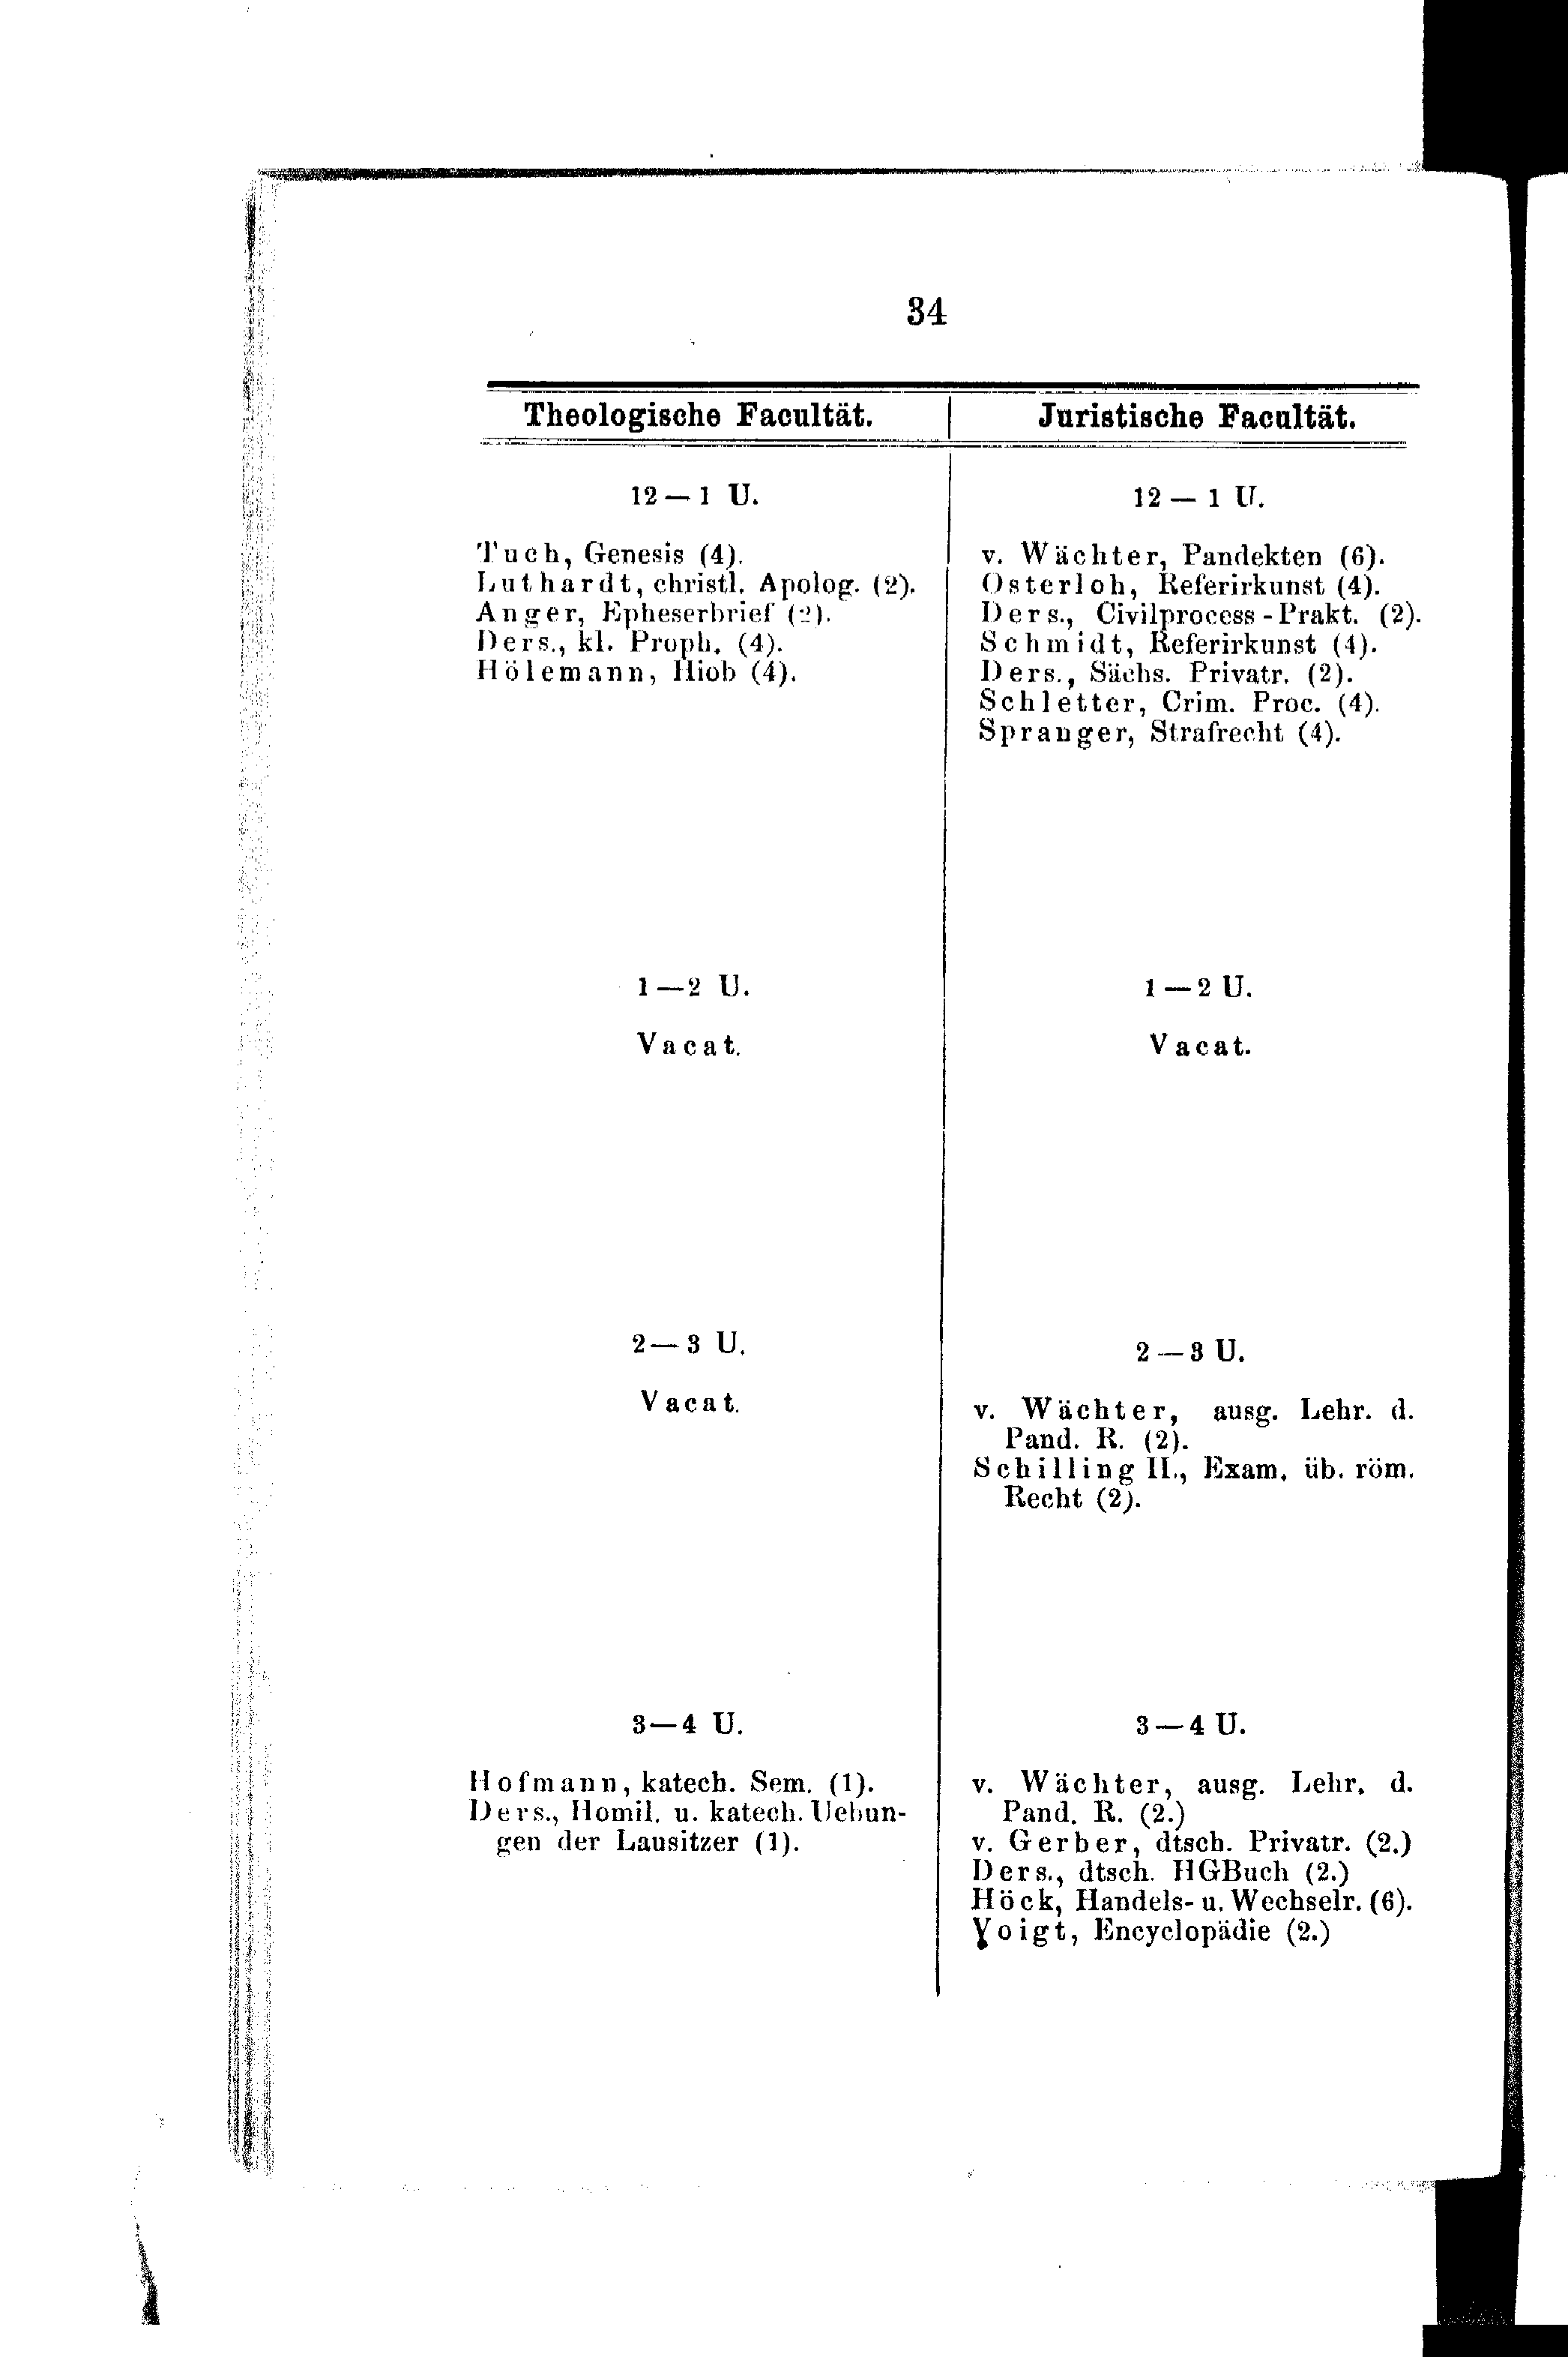 34
Theologische Facultät.
12 — 1 U.
Tuch, Genesis (4).
Luthardt, christl. Apolog. (2).
Anger, Epheserbrief (2).
Ders., kl. Proph. (4).
Hölemann, Hiob (4).
1 — 2 U.
Vacat.
2 — 3 U.
Vacat.
3 — 4 U.
Hofmann, katech. Sem. (1).
Ders., Homil. u. katech. Uebun-
gen der Lausitzer (1).
Juristische Facultät.
12 — 1 U.
v. Wächter, Pandekten (6).
Osterloh, Referirkunst (4).
Ders., Civilprocess-Prakt. (2).
Schmidt, Referirkunst (4).
Ders., Sächs. Privatr. (2).
Schletter, Crim. Proc. (4).
Spranger, Strafrecht (4).
1 — 2 U.
Vacat.
2 — 3 U.
v. Wächter, ausg. Lehr. d.
Pand. R. (2).
Schilling II., Exam. üb. röm.
Recht (2).
3 — 4 U.
v. Wächter, ausg. Lehr. d.
Pand. R. (2.)
v. Gerber, dtsch. Privatr. (2.)
Ders., dtsch. HGBuch (2.)
Höck, Handels- u. Wechselr. (6).
Voigt, Encyclopädie (2.)